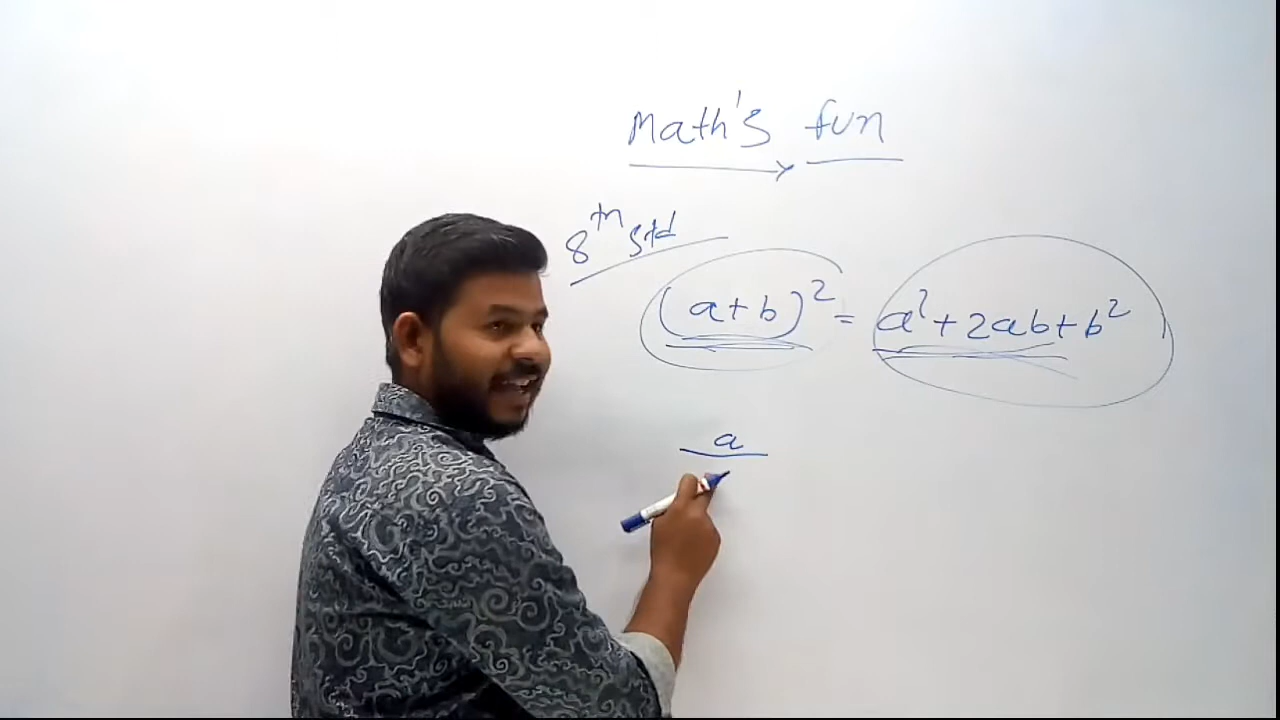 Math's fun
8th Std
(a+b)² = a²+2ab+b²
a